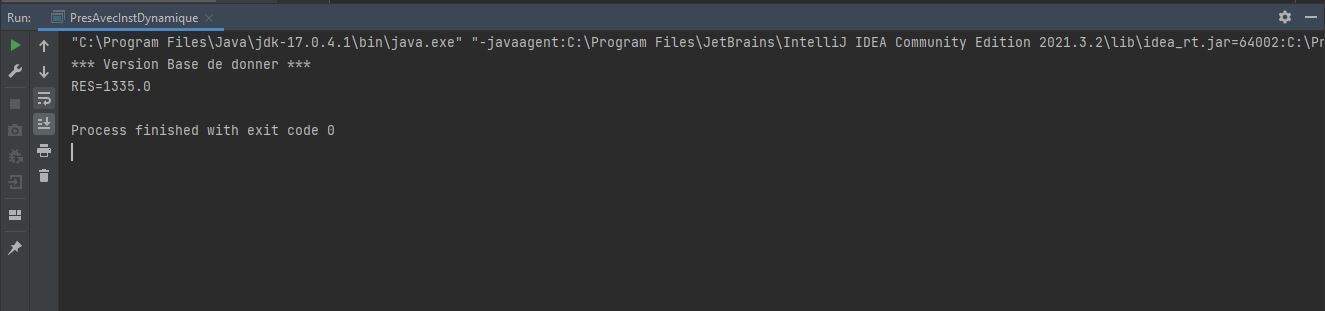 Run: PresAvecInstDynamique
"C:\Program Files\Java\jdk-17.0.4.1\bin\java.exe" "-javaagent:C:\Program Files\JetBrains\IntelliJ IDEA Community Edition 2021.3.2\lib\idea_rt.jar=64002:C:\Pr
*** Version Base de donner ***
RES=1335.0
Process finished with exit code 0